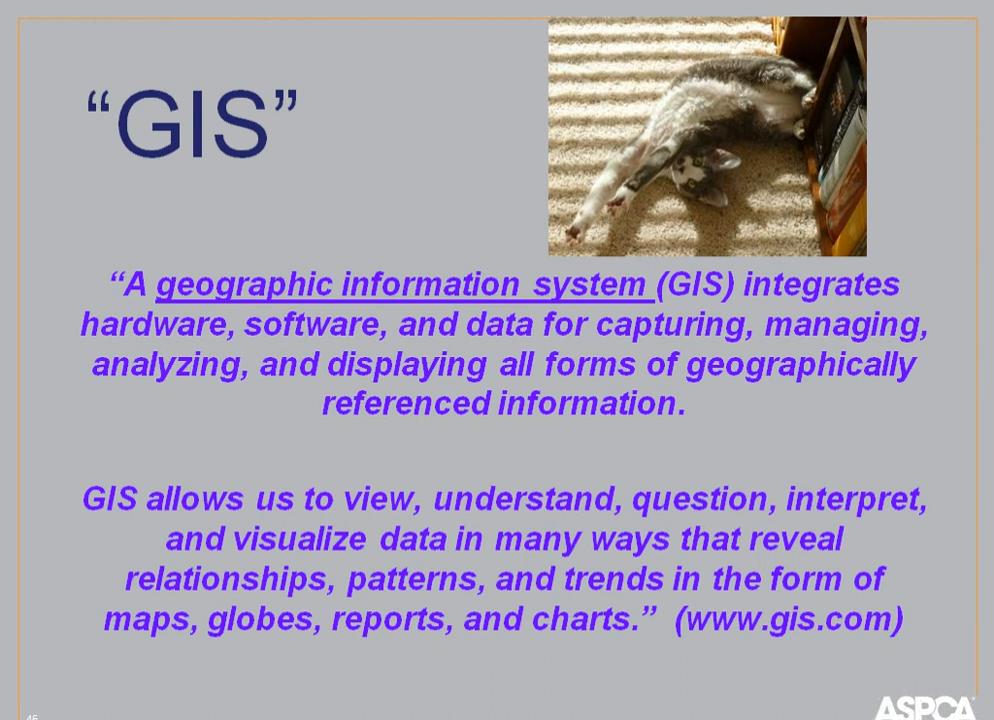 “GIS”
“A geographic information system (GIS) integrates
hardware, software, and data for capturing, managing,
analyzing, and displaying all forms of geographically
referenced information.
GIS allows us to view, understand, question, interpret,
and visualize data in many ways that reveal
relationships, patterns, and trends in the form of
maps, globes, reports, and charts.” (www.gis.com)
ASPCA